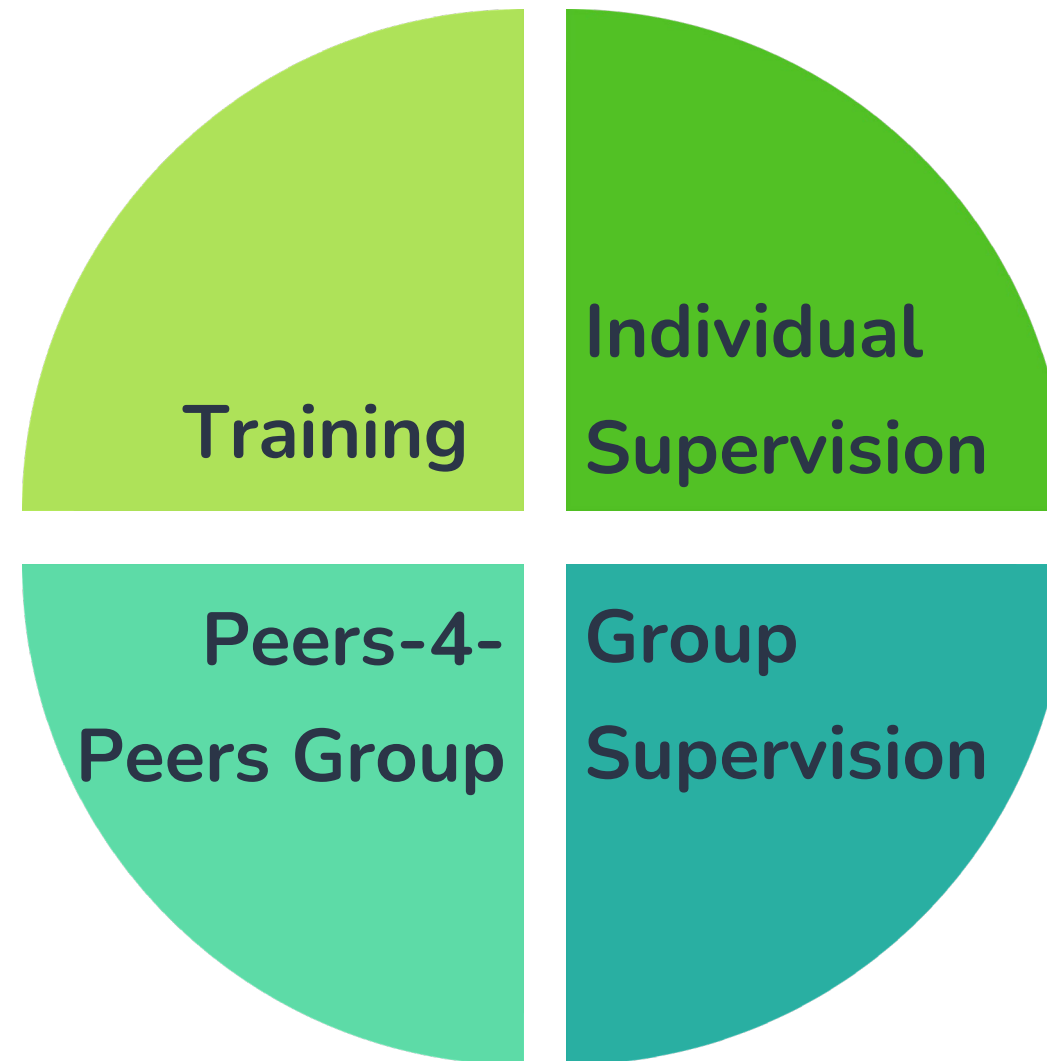 Training
Individual
Supervision
Peers-4-
Peers Group
Group
Supervision